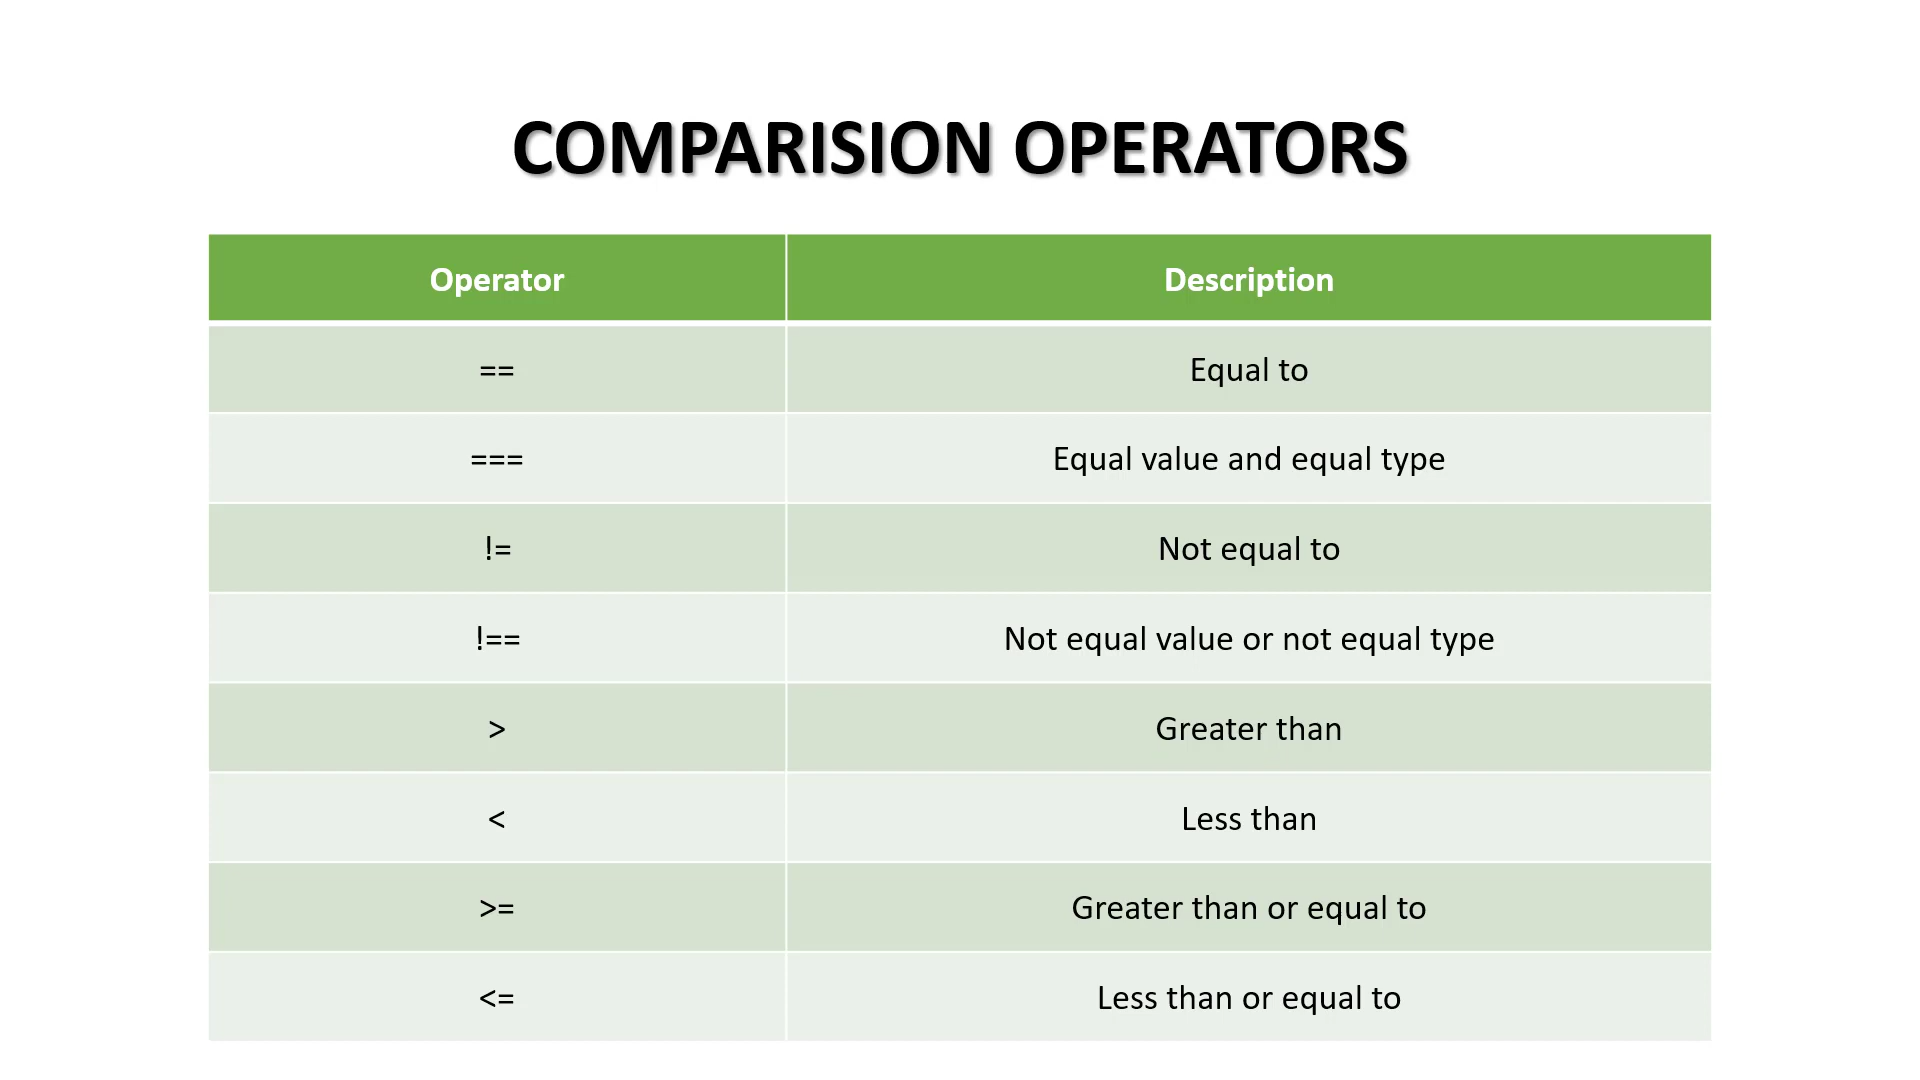 COMPARISION OPERATORS
Operator Description
== Equal to
=== Equal value and equal type
!= Not equal to
!== Not equal value or not equal type
> Greater than
< Less than
>= Greater than or equal to
<= Less than or equal to